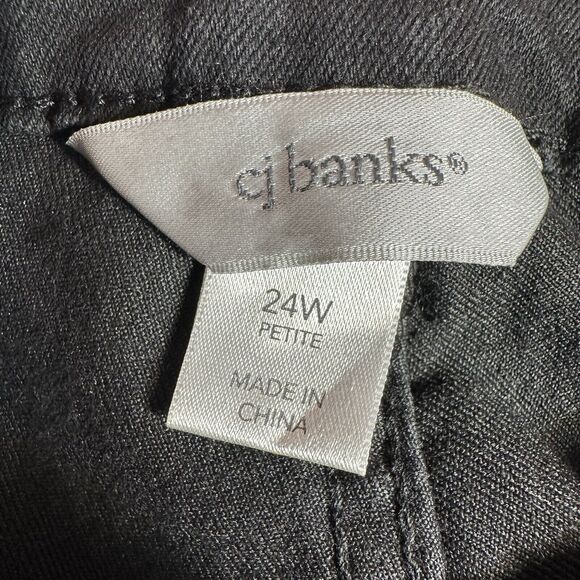 cj banks®
24W
PETITE
MADE IN
CHINA